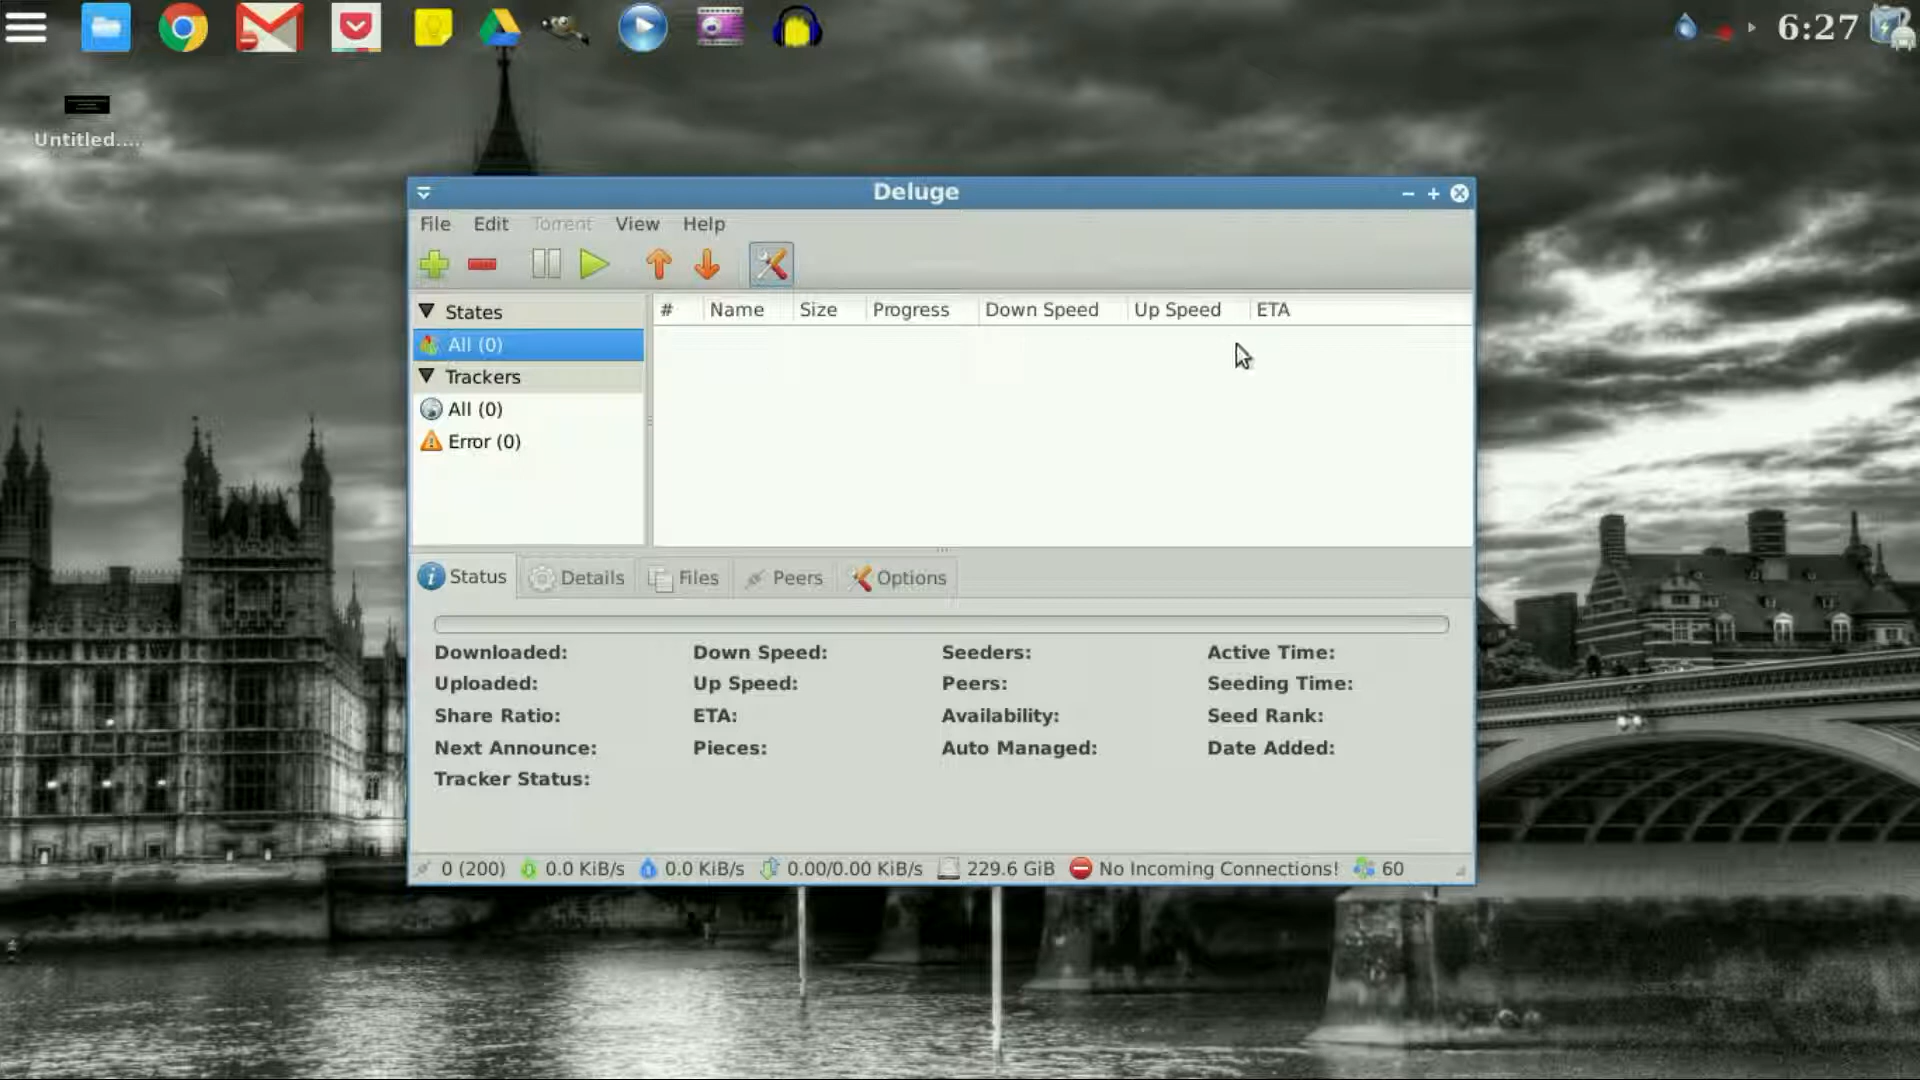 6:27
Untitled....
Deluge
File Edit Torrent View Help
# Name Size Progress Down Speed Up Speed ETA
States
All (0)
Trackers
All (0)
Error (0)
Status Details Files Peers Options
Downloaded: Down Speed: Seeders: Active Time:
Uploaded: Up Speed: Peers: Seeding Time:
Share Ratio: ETA: Availability: Seed Rank:
Next Announce: Pieces: Auto Managed: Date Added:
Tracker Status:
0 (200) 0.0 KiB/s 0.0 KiB/s 0.00/0.00 KiB/s 229.6 GiB No Incoming Connections! 60